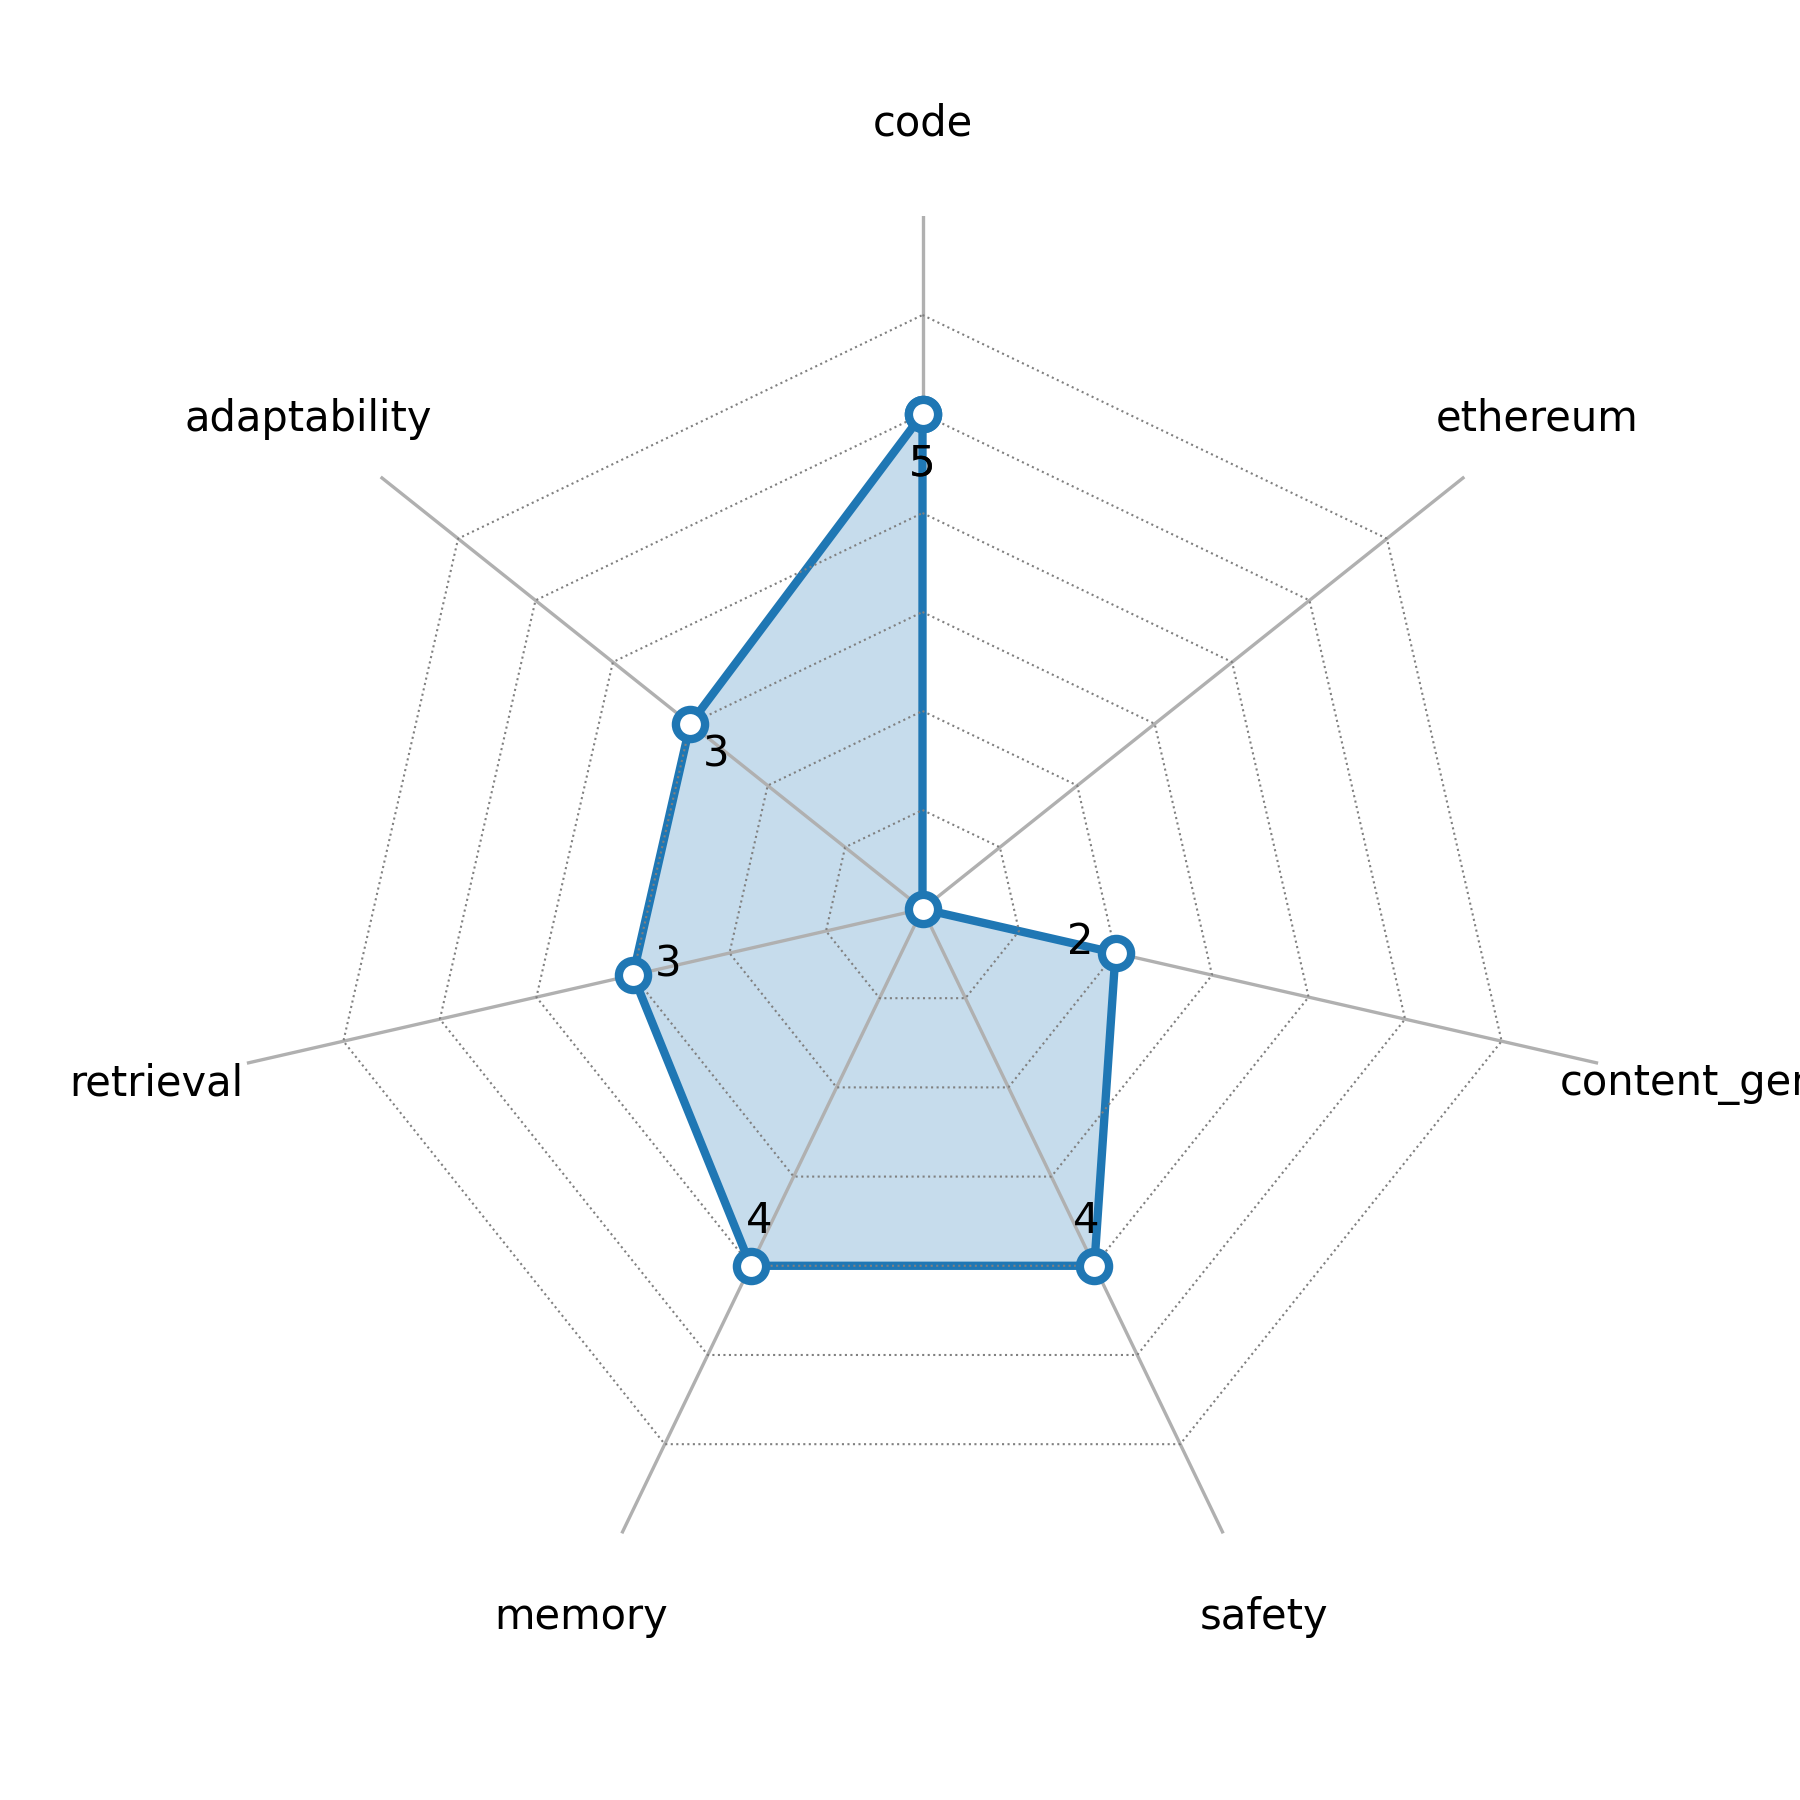 code
adaptability
ethereum
5
3
2
3
retrieval
content_ger
4
4
memory
safety